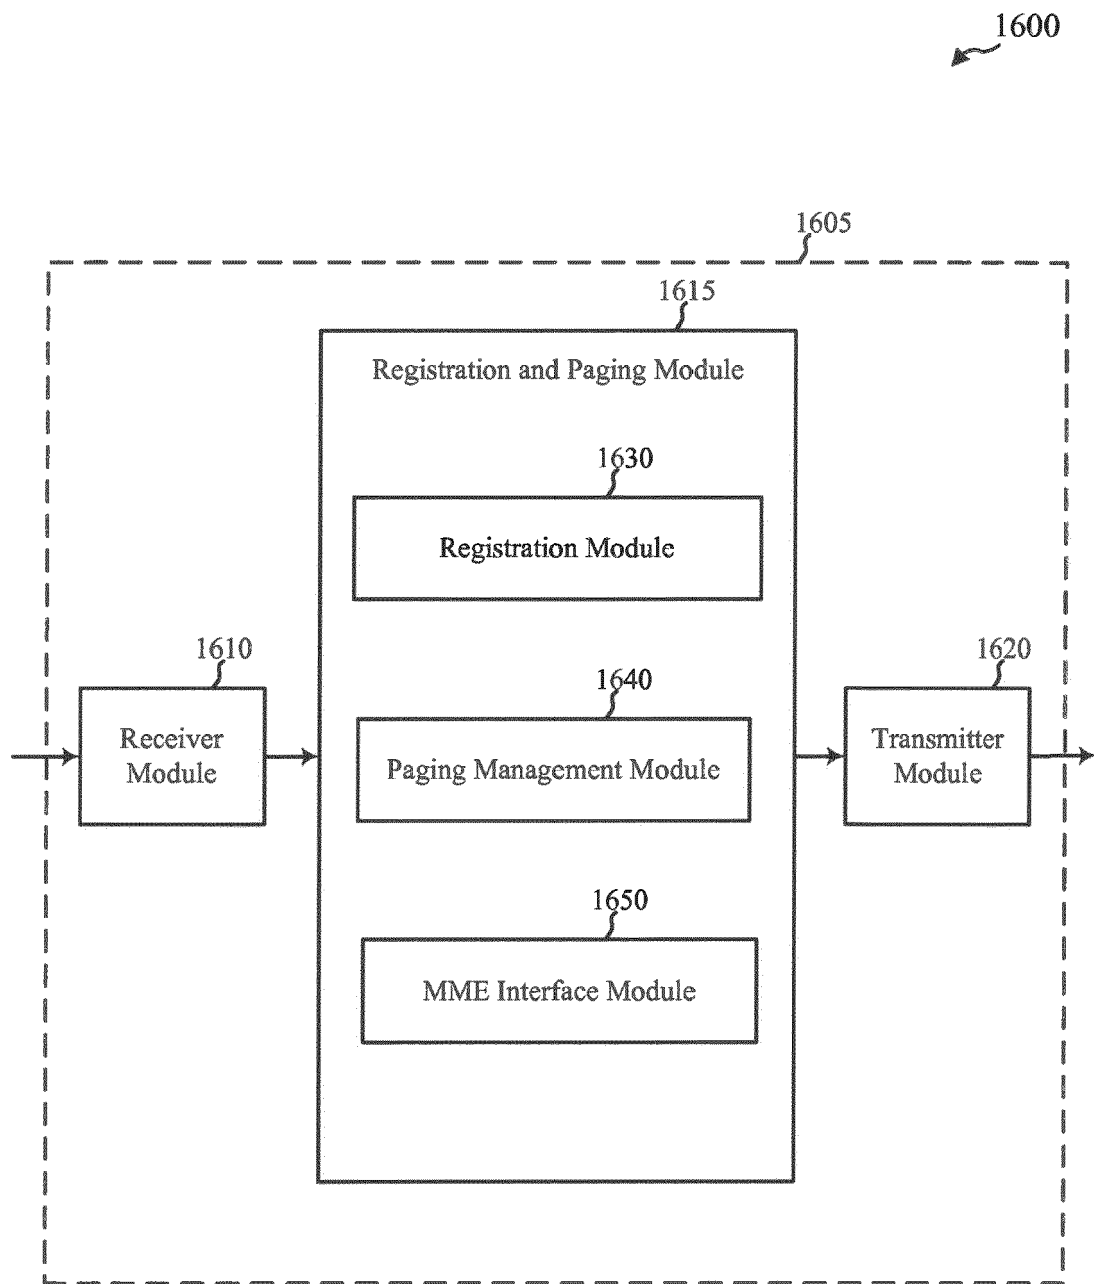 1600
1605
1615
Registration and Paging Module
1630
Registration Module
1610
Receiver
Module
1640
Paging Management Module
1620
Transmitter
Module
1650
MME Interface Module